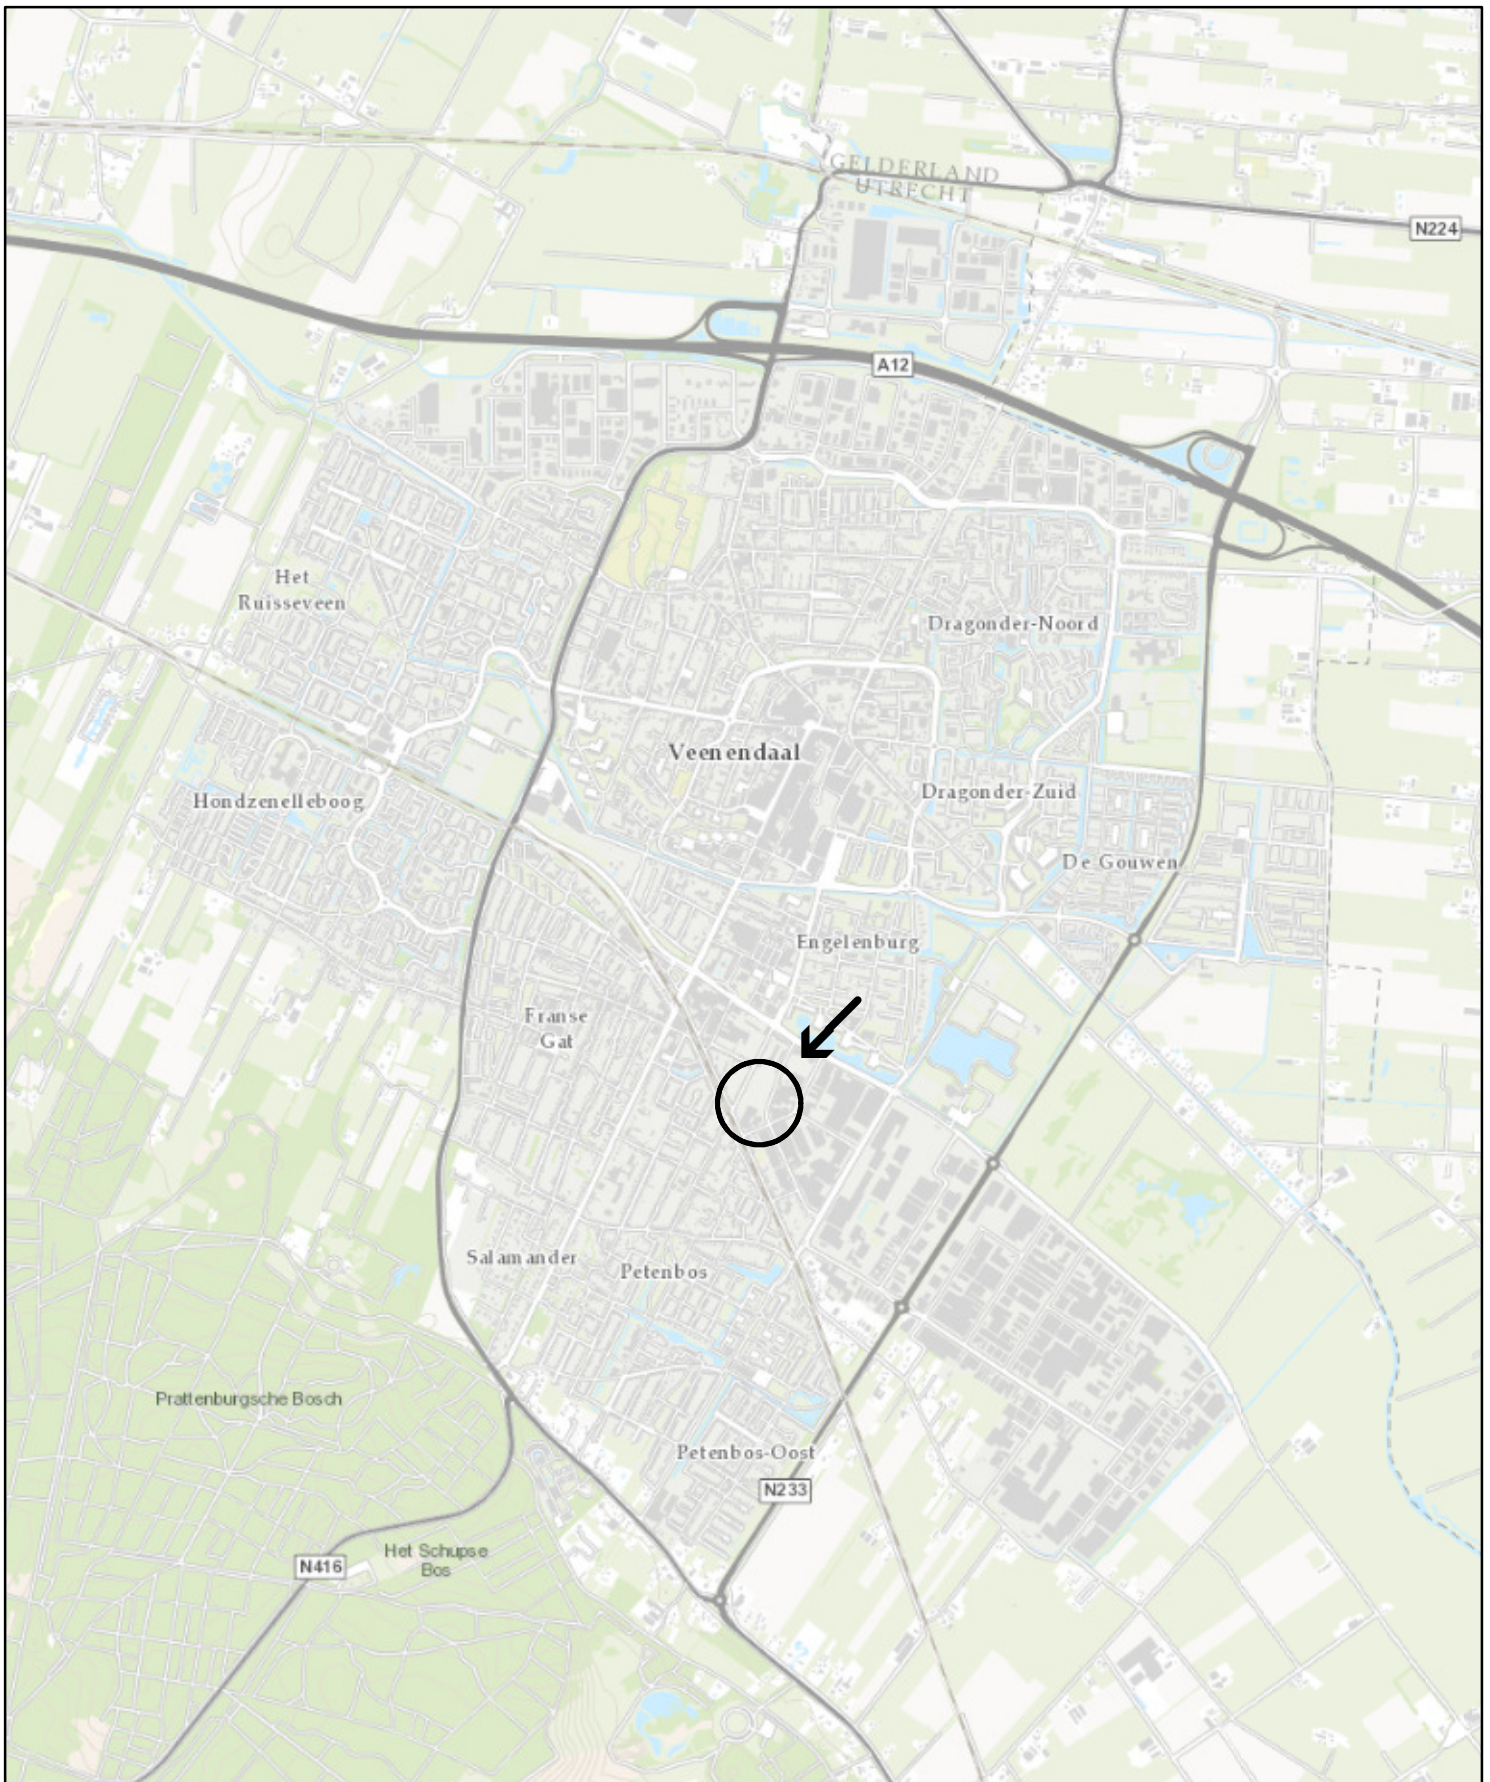 GELDERLAND
UTRECHT
N224
A12
Het
Ruisseveen
Dragonder-Noord
Veenendaal
Dragonder-Zuid
Hondzenelleboog
De Gouwen
Engelenburg
Franse
Gat
Salamander
Petenbos
Prattenburgsche Bosch
Petenbos-Oost
N233
Het Schupse
Bos
N416